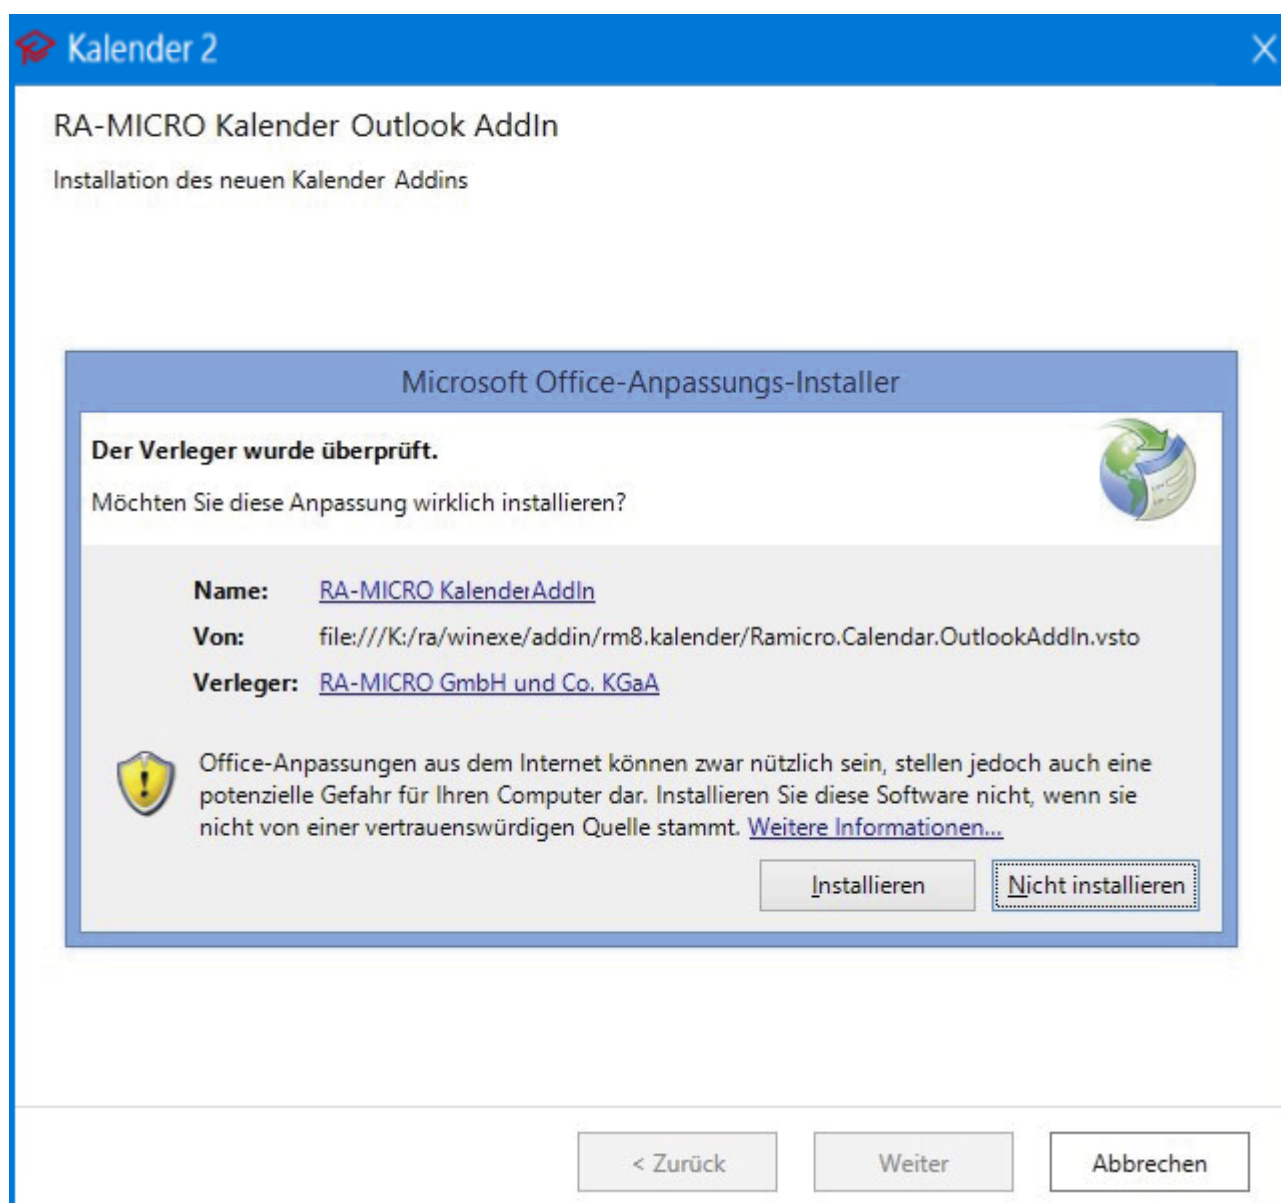 Kalender 2
RA-MICRO Kalender Outlook AddIn
Installation des neuen Kalender Addins
Microsoft Office-Anpassungs-Installer
Der Verleger wurde überprüft.
Möchten Sie diese Anpassung wirklich installieren?
Name: RA-MICRO KalenderAddIn
Von: file:///K:/ra/winexe/addin/rm8.kalender/Ramicro.Calendar.OutlookAddIn.vsto
Verleger: RA-MICRO GmbH und Co. KGaA
Office-Anpassungen aus dem Internet können zwar nützlich sein, stellen jedoch auch eine
potenzielle Gefahr für Ihren Computer dar. Installieren Sie diese Software nicht, wenn sie
nicht von einer vertrauenswürdigen Quelle stammt. Weitere Informationen...
Installieren Nicht installieren
< Zurück Weiter Abbrechen